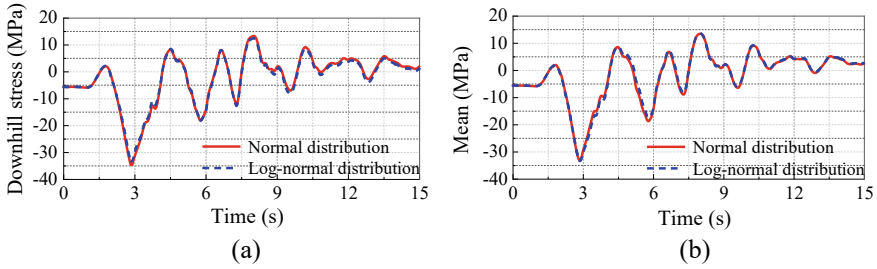 Downhill stress (MPa)
20
10
0
-10
-20
-30
-40
Normal distribution
Log-normal distribution
0 3 6 9 12 15
Time (s)
(a)
Mean (MPa)
20
10
0
-10
-20
-30
-40
Normal distribution
Log-normal distribution
0 3 6 9 12 15
Time (s)
(b)